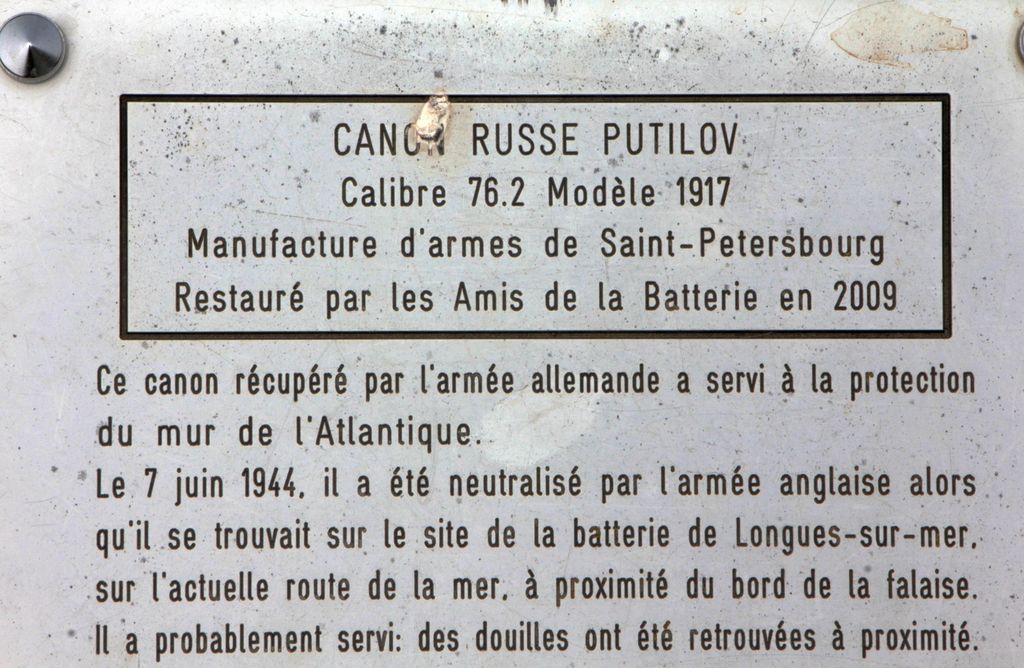 CANON RUSSE PUTILOV
Calibre 76.2 Modèle 1917
Manufacture d'armes de Saint-Petersbourg
Restauré par les Amis de la Batterie en 2009
Ce canon récupéré par l'armée allemande a servi à la protection
du mur de l'Atlantique.
Le 7 juin 1944, il a été neutralisé par l'armée anglaise alors
qu'il se trouvait sur le site de la batterie de Longues-sur-mer,
sur l'actuelle route de la mer, à proximité du bord de la falaise.
Il a probablement servi: des douilles ont été retrouvées à proximité.